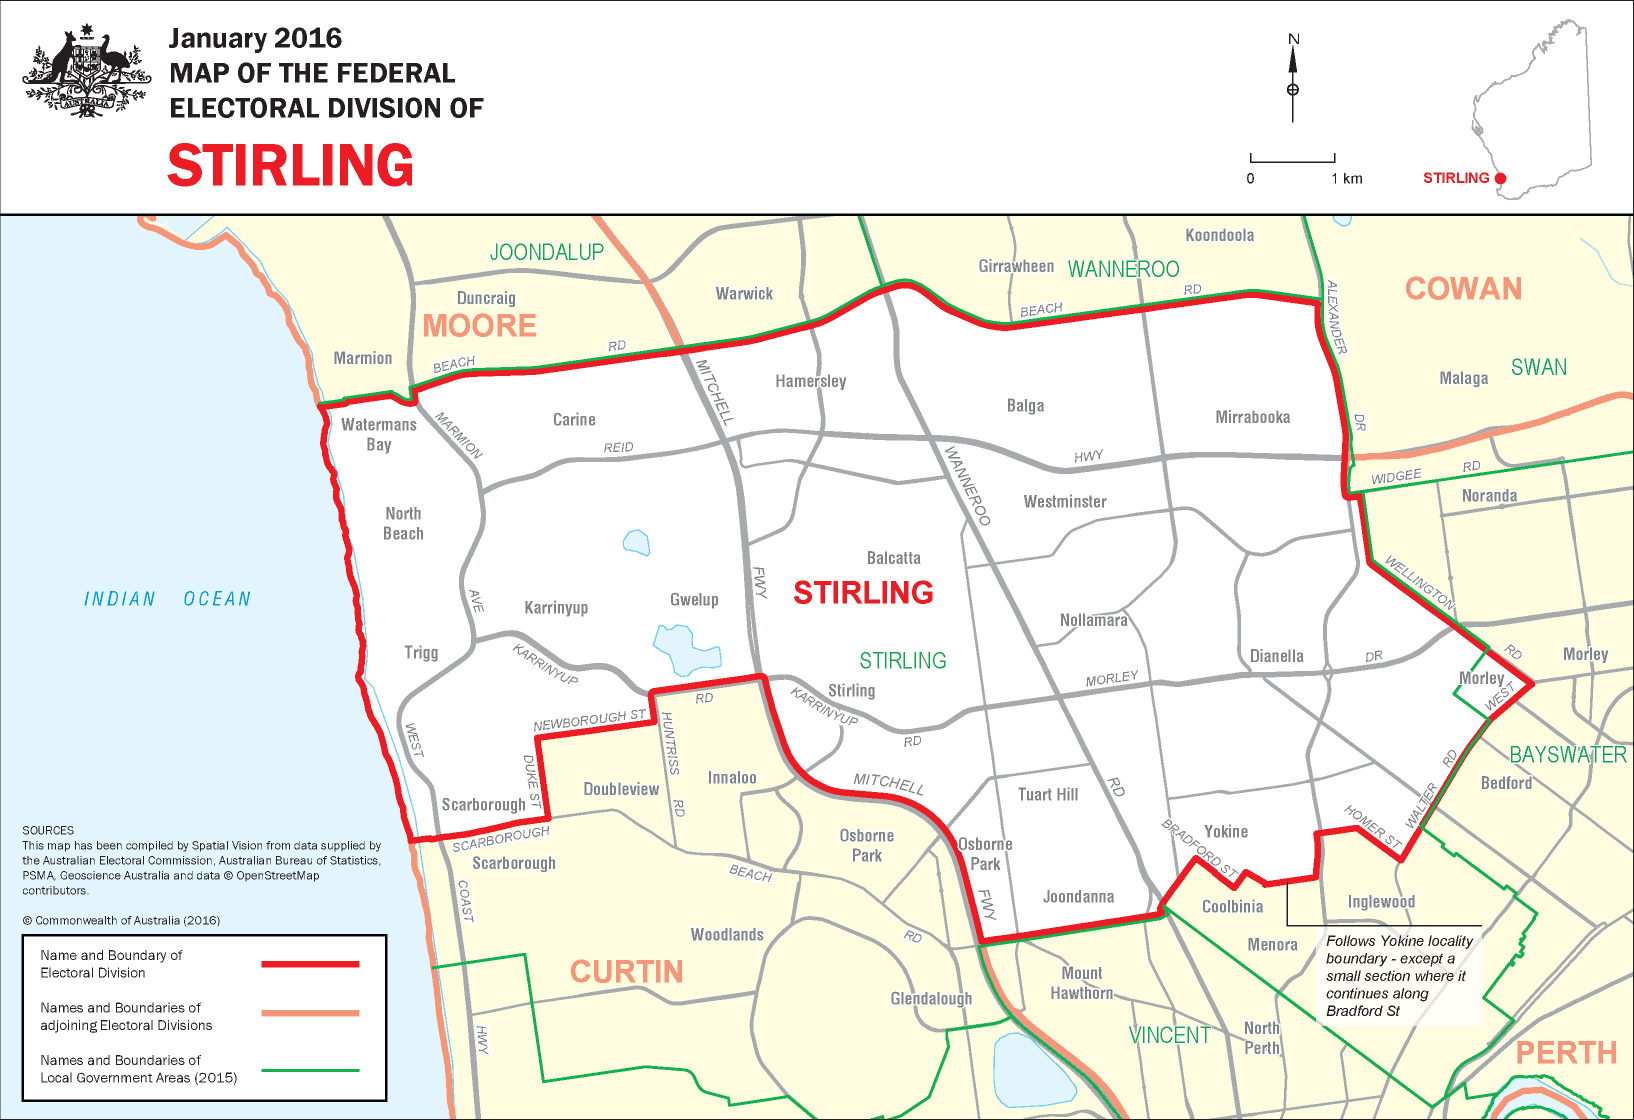 January 2016
MAP OF THE FEDERAL
ELECTORAL DIVISION OF
STIRLING
AUSTRALIA
N
0 1 km
STIRLING
JOONDALUP
Duncraig
MOORE
Marmion
Warwick
Girrawheen
WANNEROO
Koondoola
COWAN
SWAN
Malaga
BEACH
RD
BEACH
RD
ALEXANDER
DR
MITCHELL
Hamersley
Balga
Mirrabooka
Watermans
Bay
MARMION
Carine
REID
HWY
WANNEROO
WIDGEE
RD
Noranda
North
Beach
Westminster
Balcatta
STIRLING
INDIAN OCEAN
AVE
Karrinyup
Gwelup
FWY
Nollamara
WELLINGTON
RD
Trigg
KARRINYUP
STIRLING
Dianella
DR
Morley
Morley
WEST
Stirling
MORLEY
RD
KARRINYUP
RD
NEWBOROUGH ST
HUNTRISS
RD
WEST
DUKE ST
Doubleview
Innaloo
MITCHELL
Tuart Hill
RD
BAYSWATER
Bedford
RD
WALTER
HOMER ST
Scarborough
SCARBOROUGH
Scarborough
Osborne
Park
Osborne
Park
Yokine
BRADFORD ST
BEACH
RD
COAST
HWY
FWY
Joondanna
Coolbinia
Inglewood
Menora
Woodlands
CURTIN
Glendalough
Mount
Hawthorn
VINCENT
North
Perth
PERTH
Follows Yokine locality
boundary - except a
small section where it
continues along
Bradford St
SOURCES
This map has been compiled by Spatial Vision from data supplied by
the Australian Electoral Commission, Australian Bureau of Statistics,
PSMA, Geoscience Australia and data © OpenStreetMap
contributors.
© Commonwealth of Australia (2016)
Name and Boundary of
Electoral Division
Names and Boundaries of
adjoining Electoral Divisions
Names and Boundaries of
Local Government Areas (2015)